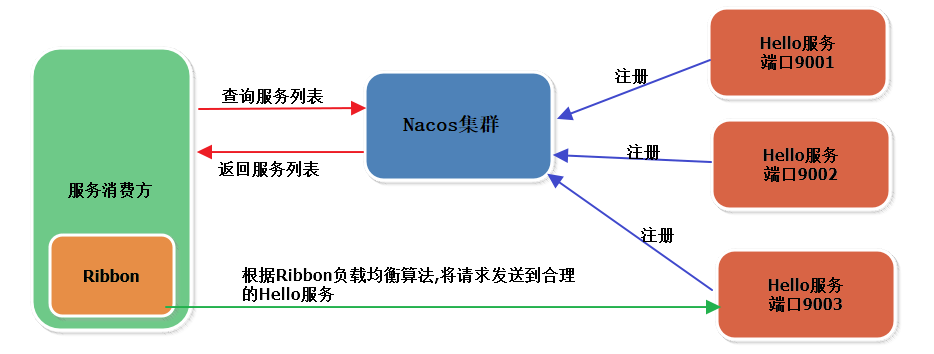 Hello服务
端口9001
注册
查询服务列表
Nacos集群
注册
Hello服务
端口9002
返回服务列表
服务消费方
注册
Ribbon
根据Ribbon负载均衡算法,将请求发送到合理
的Hello服务
Hello服务
端口9003